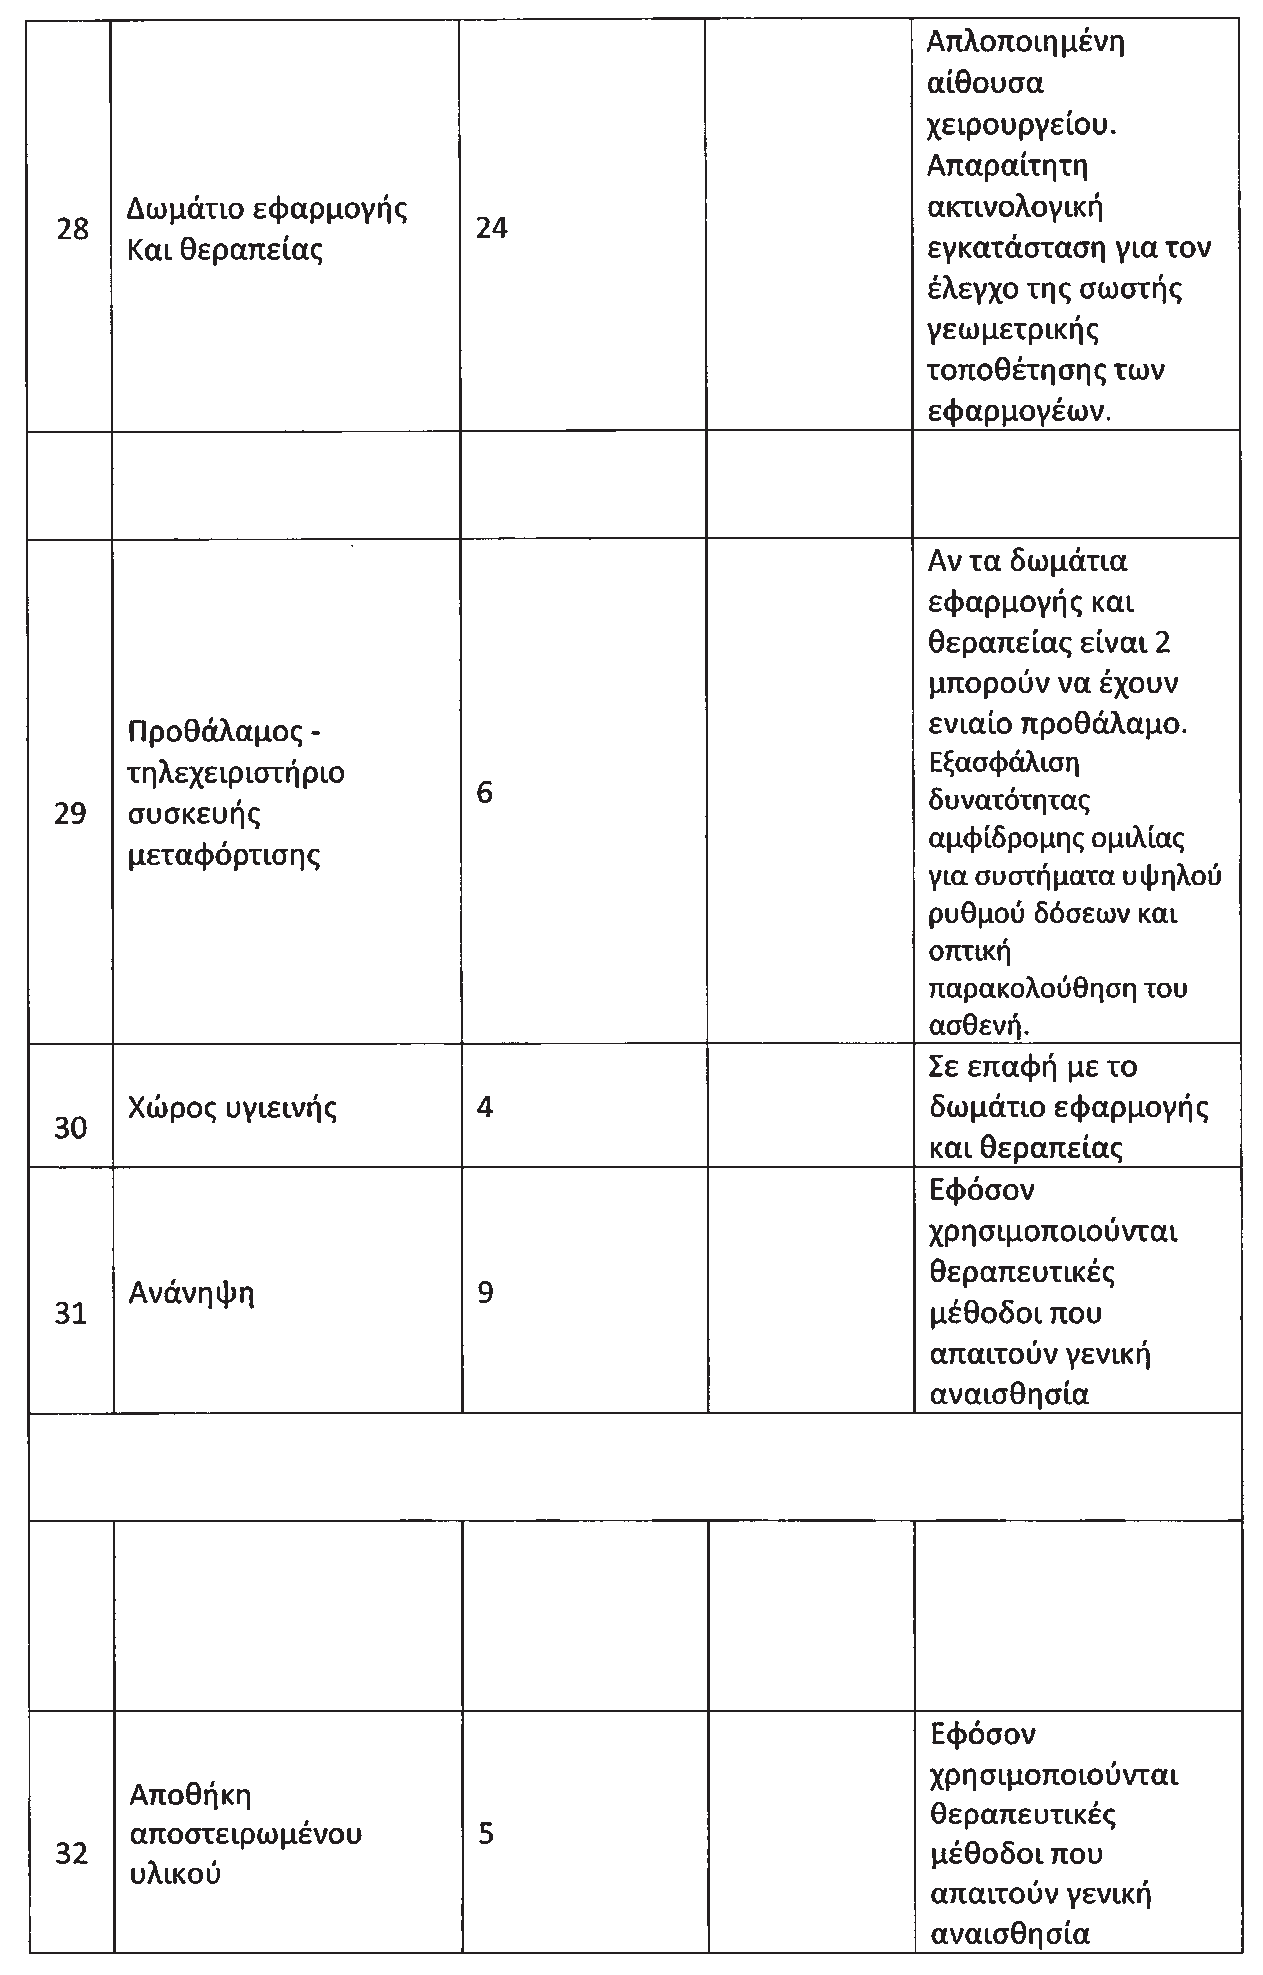 28
Δωμάτιο εφαρμογής
Και θεραπείας
24
Απλοποιημένη
αίθουσα
χειρουργείου.
Απαραίτητη
ακτινολογική
εγκατάσταση για τον
έλεγχο της σωστής
γεωμετρικής
τοποθέτησης των
εφαρμογέων.
29
Προθάλαμος -
τηλεχειριστήριο
συσκευής
μεταφόρτισης
6
Αν τα δωμάτια
εφαρμογής και
θεραπείας είναι 2
μπορούν να έχουν
ενιαίο προθάλαμο.
Εξασφάλιση
δυνατότητας
αμφίδρομης ομιλίας
για συστήματα υψηλού
ρυθμού δόσεων και
οπτική
παρακολούθηση του
ασθενή.
30
Χώρος υγιεινής
4
Σε επαφή με το
δωμάτιο εφαρμογής
και θεραπείας
31
Ανάνηψη
9
Εφόσον
χρησιμοποιούνται
θεραπευτικές
μέθοδοι που
απαιτούν γενική
αναισθησία
32
Αποθήκη
αποστειρωμένου
υλικού
5
Εφόσον
χρησιμοποιούνται
θεραπευτικές
μέθοδοι που
απαιτούν γενική
αναισθησία